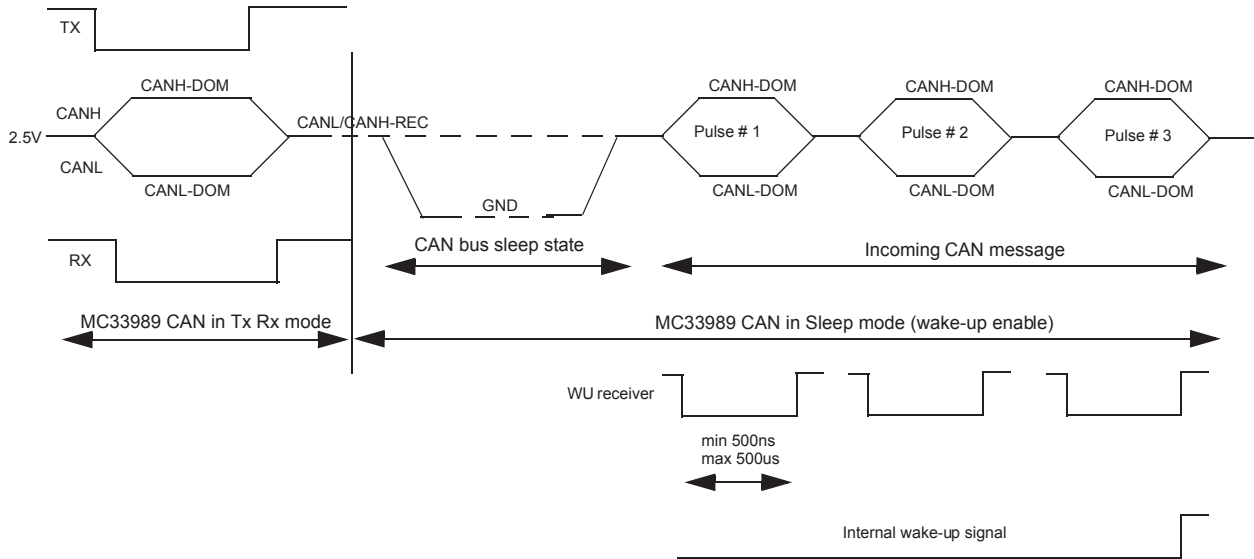 TX
CANH-DOM
CANH-DOM
CANH-DOM
CANH-DOM
CANH
CANL/CANH-REC
2.5V
Pulse # 1
Pulse # 2
Pulse # 3
CANL
CANL-DOM
CANL-DOM
CANL-DOM
CANL-DOM
GND
RX
CAN bus sleep state
Incoming CAN message
MC33989 CAN in Tx Rx mode
MC33989 CAN in Sleep mode (wake-up enable)
WU receiver
min 500ns
max 500us
Internal wake-up signal